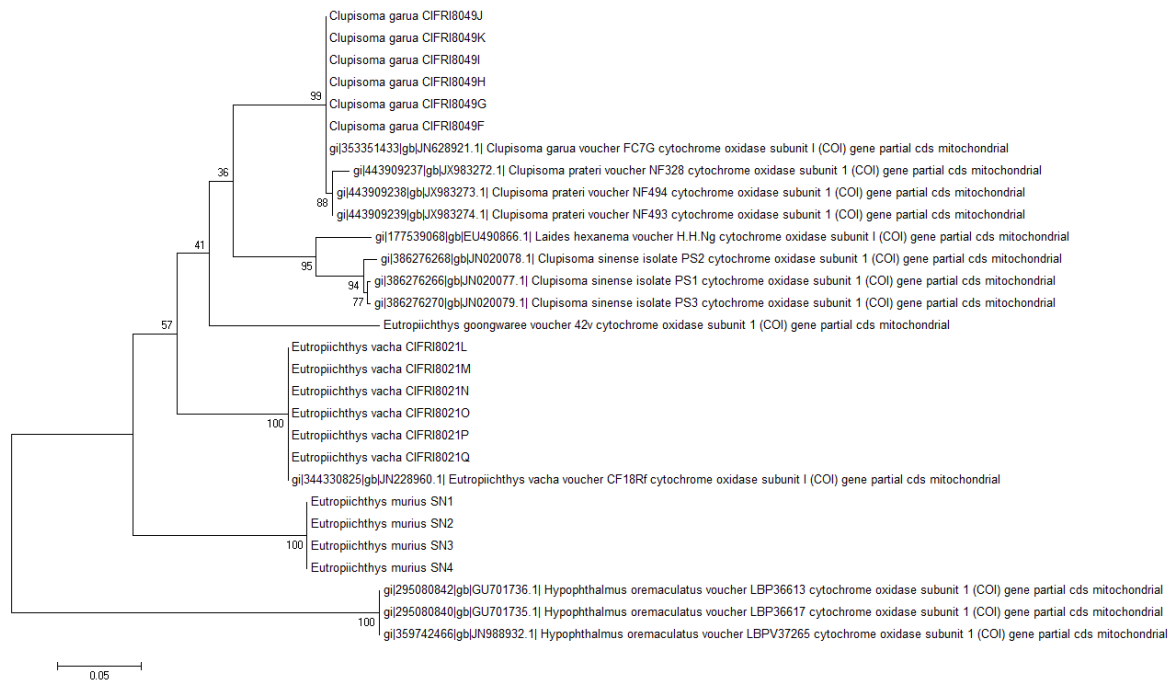 Clupisoma garua CIFRI8049J
Clupisoma garua CIFRI8049K
Clupisoma garua CIFRI8049I
Clupisoma garua CIFRI8049H
99
Clupisoma garua CIFRI8049G
Clupisoma garua CIFRI8049F
gi|353351433|gb|JN628921.1| Clupisoma garua voucher FC7G cytochrome oxidase subunit I (COI) gene partial cds mitochondrial
36
gi|443909237|gb|JX983272.1| Clupisoma prateri voucher NF328 cytochrome oxidase subunit 1 (COI) gene partial cds mitochondrial
gi|443909238|gb|JX983273.1| Clupisoma prateri voucher NF494 cytochrome oxidase subunit 1 (COI) gene partial cds mitochondrial
88
gi|443909239|gb|JX983274.1| Clupisoma prateri voucher NF493 cytochrome oxidase subunit 1 (COI) gene partial cds mitochondrial
gi|177539068|gb|EU490866.1| Laides hexanema voucher H.H.Ng cytochrome oxidase subunit I (COI) gene partial cds mitochondrial
41
95
gi|386276268|gb|JN020078.1| Clupisoma sinense isolate PS2 cytochrome oxidase subunit 1 (COI) gene partial cds mitochondrial
94
gi|386276266|gb|JN020077.1| Clupisoma sinense isolate PS1 cytochrome oxidase subunit 1 (COI) gene partial cds mitochondrial
77
gi|386276270|gb|JN020079.1| Clupisoma sinense isolate PS3 cytochrome oxidase subunit 1 (COI) gene partial cds mitochondrial
57
Eutropiichthys goongwaree voucher 42v cytochrome oxidase subunit 1 (COI) gene partial cds mitochondrial
Eutropiichthys vacha CIFRI8021L
Eutropiichthys vacha CIFRI8021M
Eutropiichthys vacha CIFRI8021N
Eutropiichthys vacha CIFRI8021O
100
Eutropiichthys vacha CIFRI8021P
Eutropiichthys vacha CIFRI8021Q
gi|344330825|gb|JN228960.1| Eutropiichthys vacha voucher CF18Rf cytochrome oxidase subunit I (COI) gene partial cds mitochondrial
Eutropiichthys murius SN1
Eutropiichthys murius SN2
100
Eutropiichthys murius SN3
Eutropiichthys murius SN4
gi|295080842|gb|GU701736.1| Hypophthalmus oremaculatus voucher LBP36613 cytochrome oxidase subunit 1 (COI) gene partial cds mitochondrial
gi|295080840|gb|GU701735.1| Hypophthalmus oremaculatus voucher LBP36617 cytochrome oxidase subunit 1 (COI) gene partial cds mitochondrial
100
gi|359742466|gb|JN988932.1| Hypophthalmus oremaculatus voucher LBPV37265 cytochrome oxidase subunit 1 (COI) gene partial cds mitochondrial
0.05